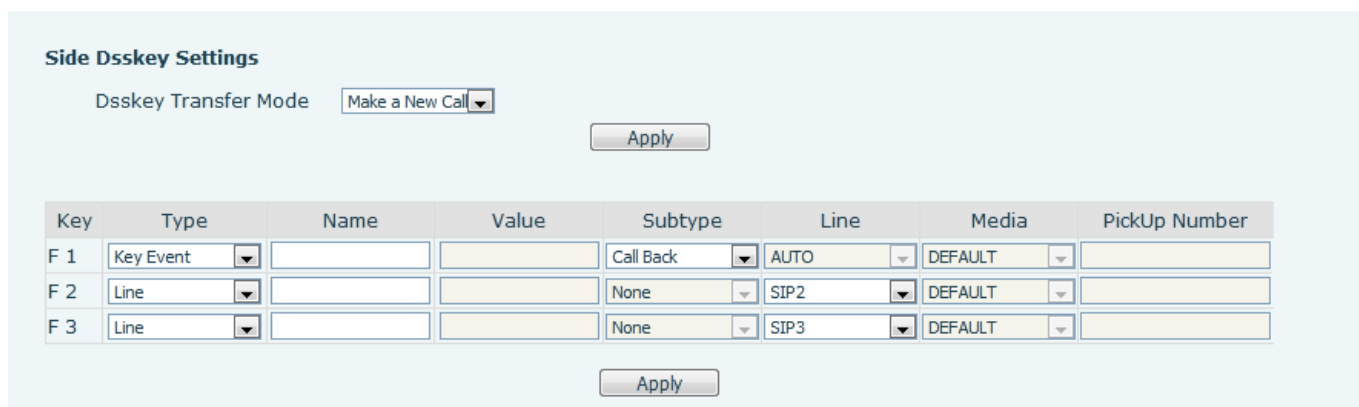 Side Dsskey Settings
Dsskey Transfer Mode Make a New Call
Apply
Key Type Name Value Subtype Line Media PickUp Number
F 1 Key Event Call Back AUTO DEFAULT
F 2 Line None SIP2 DEFAULT
F 3 Line None SIP3 DEFAULT
Apply